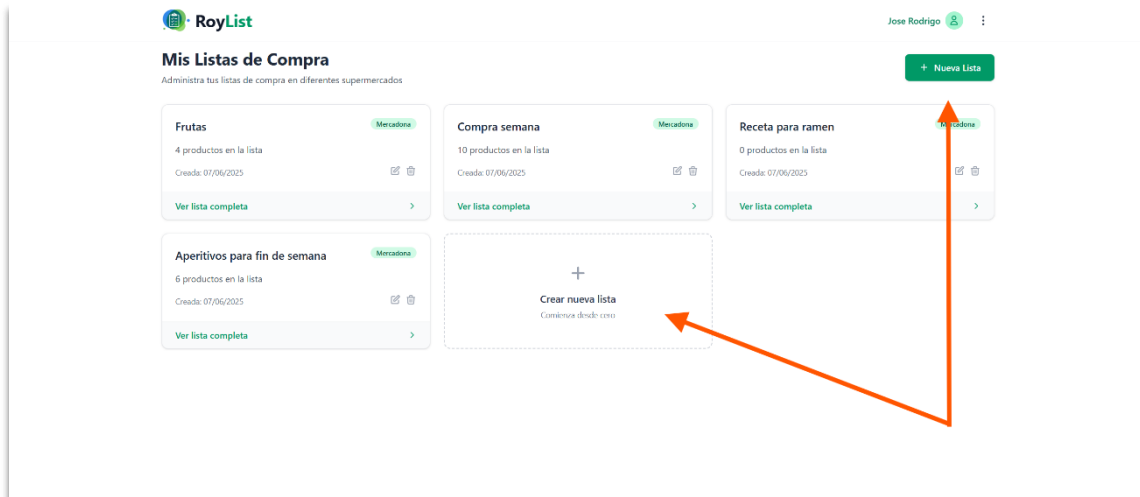 RoyList
Jose Rodrigo
Mis Listas de Compra
+ Nueva Lista
Administra tus listas de compra en diferentes supermercados
Frutas
Mercadona
4 productos en la lista
Creada: 07/06/2025
Ver lista completa
Compra semana
Mercadona
10 productos en la lista
Creada: 07/06/2025
Ver lista completa
Receta para ramen
Mercadona
0 productos en la lista
Creada: 07/06/2025
Ver lista completa
Aperitivos para fin de semana
Mercadona
6 productos en la lista
Creada: 07/06/2025
Ver lista completa
Crear nueva lista
Comienza desde cero